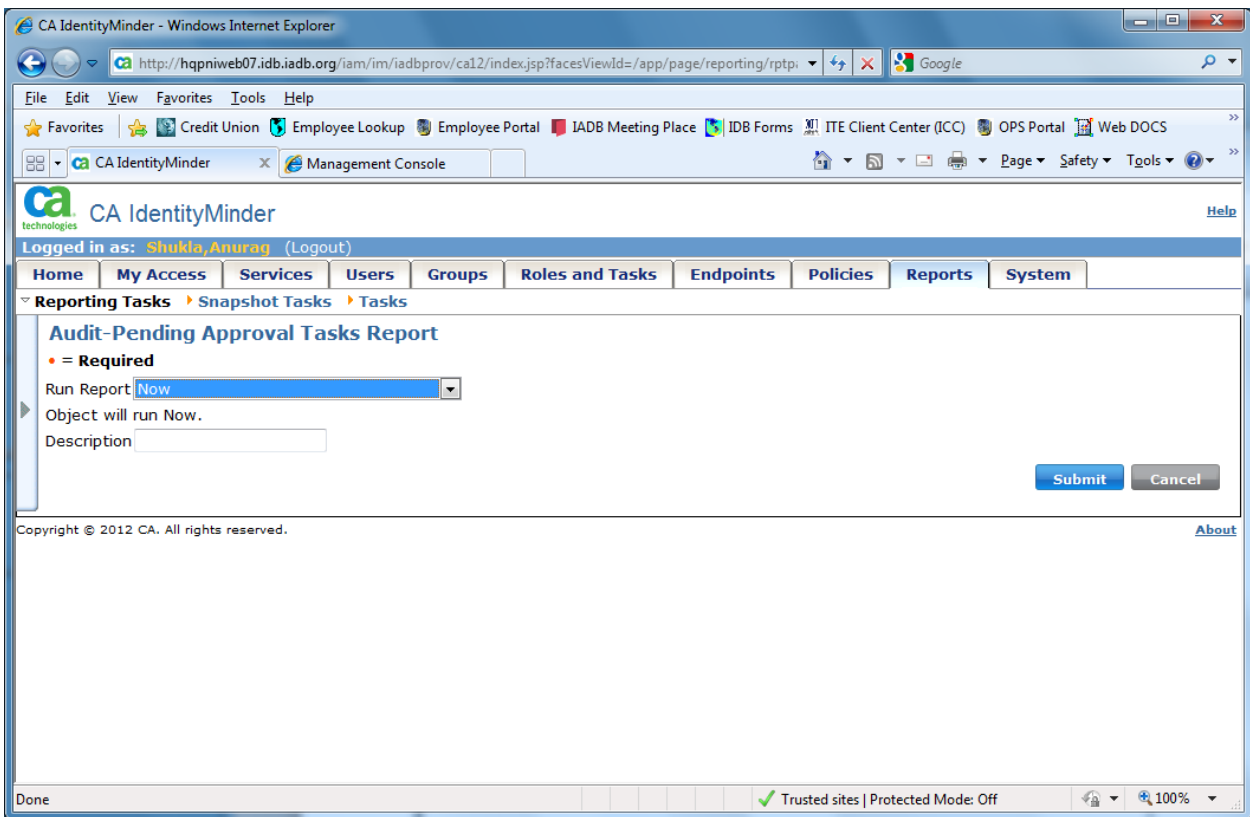 CA IdentityMinder - Windows Internet Explorer
http://hqpniweb07.idb.iadb.org/iam/im/iadbprov/ca12/index.jsp?facesViewId=/app/page/reporting/rptp
Google
File Edit View Favorites Tools Help
Favorites Credit Union Employee Lookup Employee Portal IADB Meeting Place IDB Forms ITE Client Center (ICC) OPS Portal Web DOCS
CA IdentityMinder X Management Console Page Safety Tools
ca technologies CA IdentityMinder Help
Logged in as: Shukla,Anurag (Logout)
Home My Access Services Users Groups Roles and Tasks Endpoints Policies Reports System
Reporting Tasks Snapshot Tasks Tasks
Audit-Pending Approval Tasks Report
• = Required
Run Report Now
Object will run Now.
Description
Submit Cancel
Copyright © 2012 CA. All rights reserved. About
Done Trusted sites | Protected Mode: Off 100%